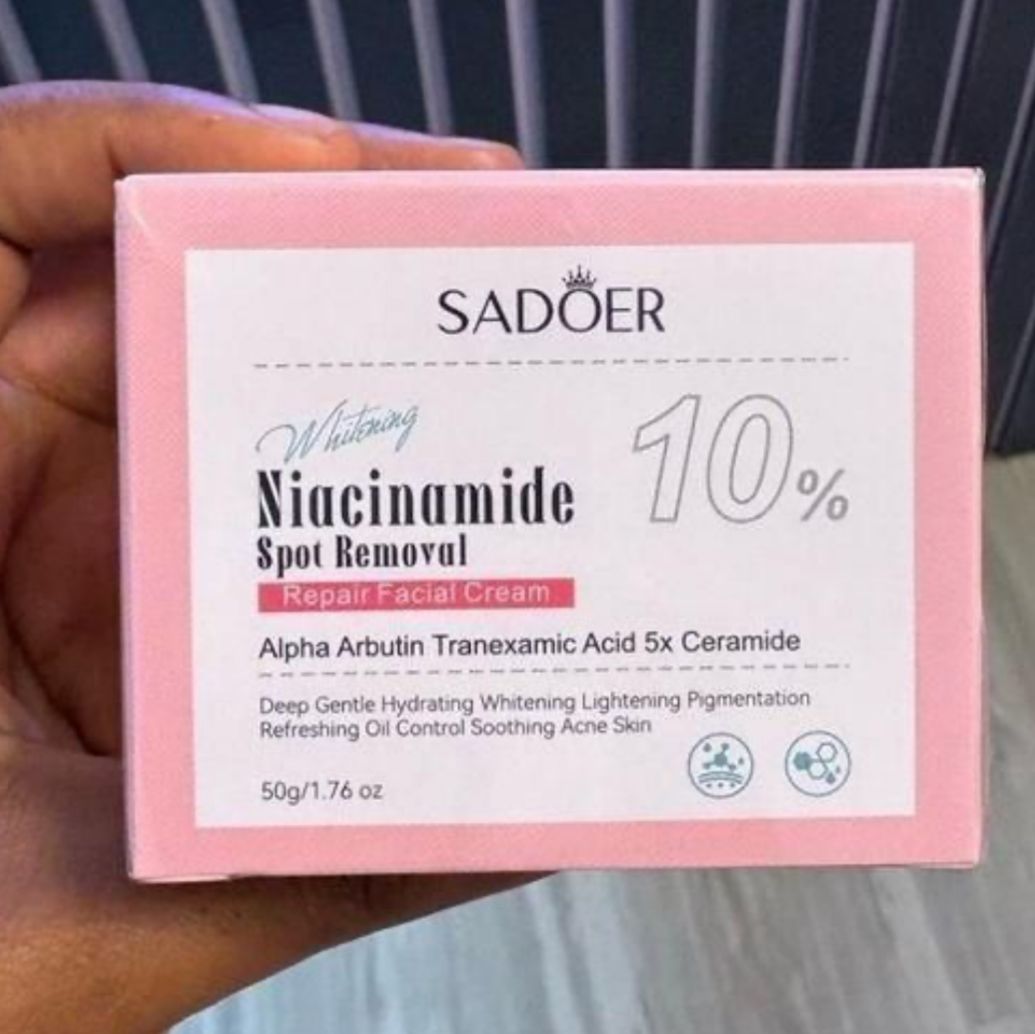 SADOER
Whitening
10%
Niacinamide
Spot Removal
Repair Facial Cream
Alpha Arbutin Tranexamic Acid 5x Ceramide
Deep Gentle Hydrating Whitening Lightening Pigmentation
Refreshing Oil Control Soothing Acne Skin
50g/1.76 oz